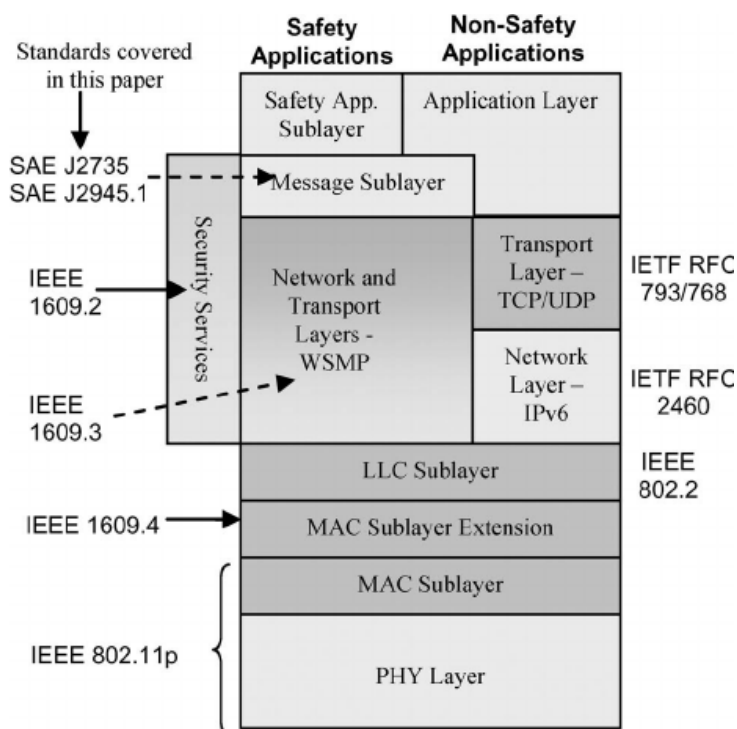 Safety
Applications
Non-Safety
Applications
Standards covered
in this paper
Safety App.
Sublayer
Application Layer
SAE J2735
SAE J2945.1
Message Sublayer
Security Services
IEEE
1609.2
Network and
Transport
Layers -
WSMP
Transport
Layer –
TCP/UDP
IETF RFC
793/768
IEEE
1609.3
Network
Layer –
IPv6
IETF RFC
2460
LLC Sublayer
IEEE
802.2
IEEE 1609.4
MAC Sublayer Extension
MAC Sublayer
IEEE 802.11p
PHY Layer